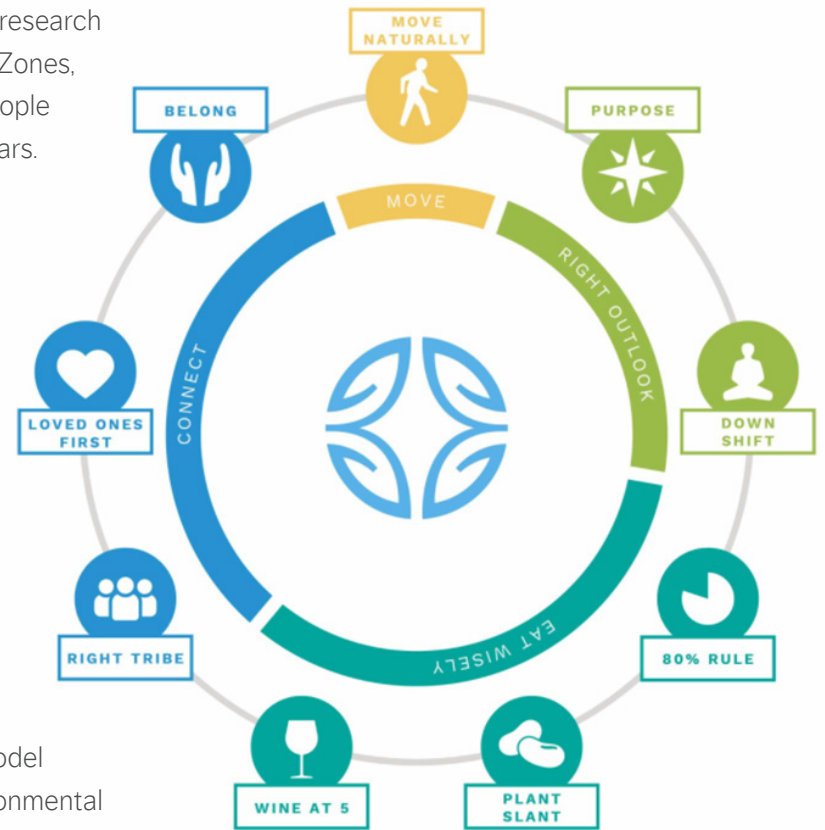 research
Zones,
ople
ars.
MOVE
NATURALLY
BELONG
PURPOSE
MOVE
RIGHT OUTLOOK
CONNECT
LOVED ONES
FIRST
DOWN
SHIFT
EAT WISELY
RIGHT TRIBE
80% RULE
WINE AT 5
PLANT
SLANT
odel
onmental